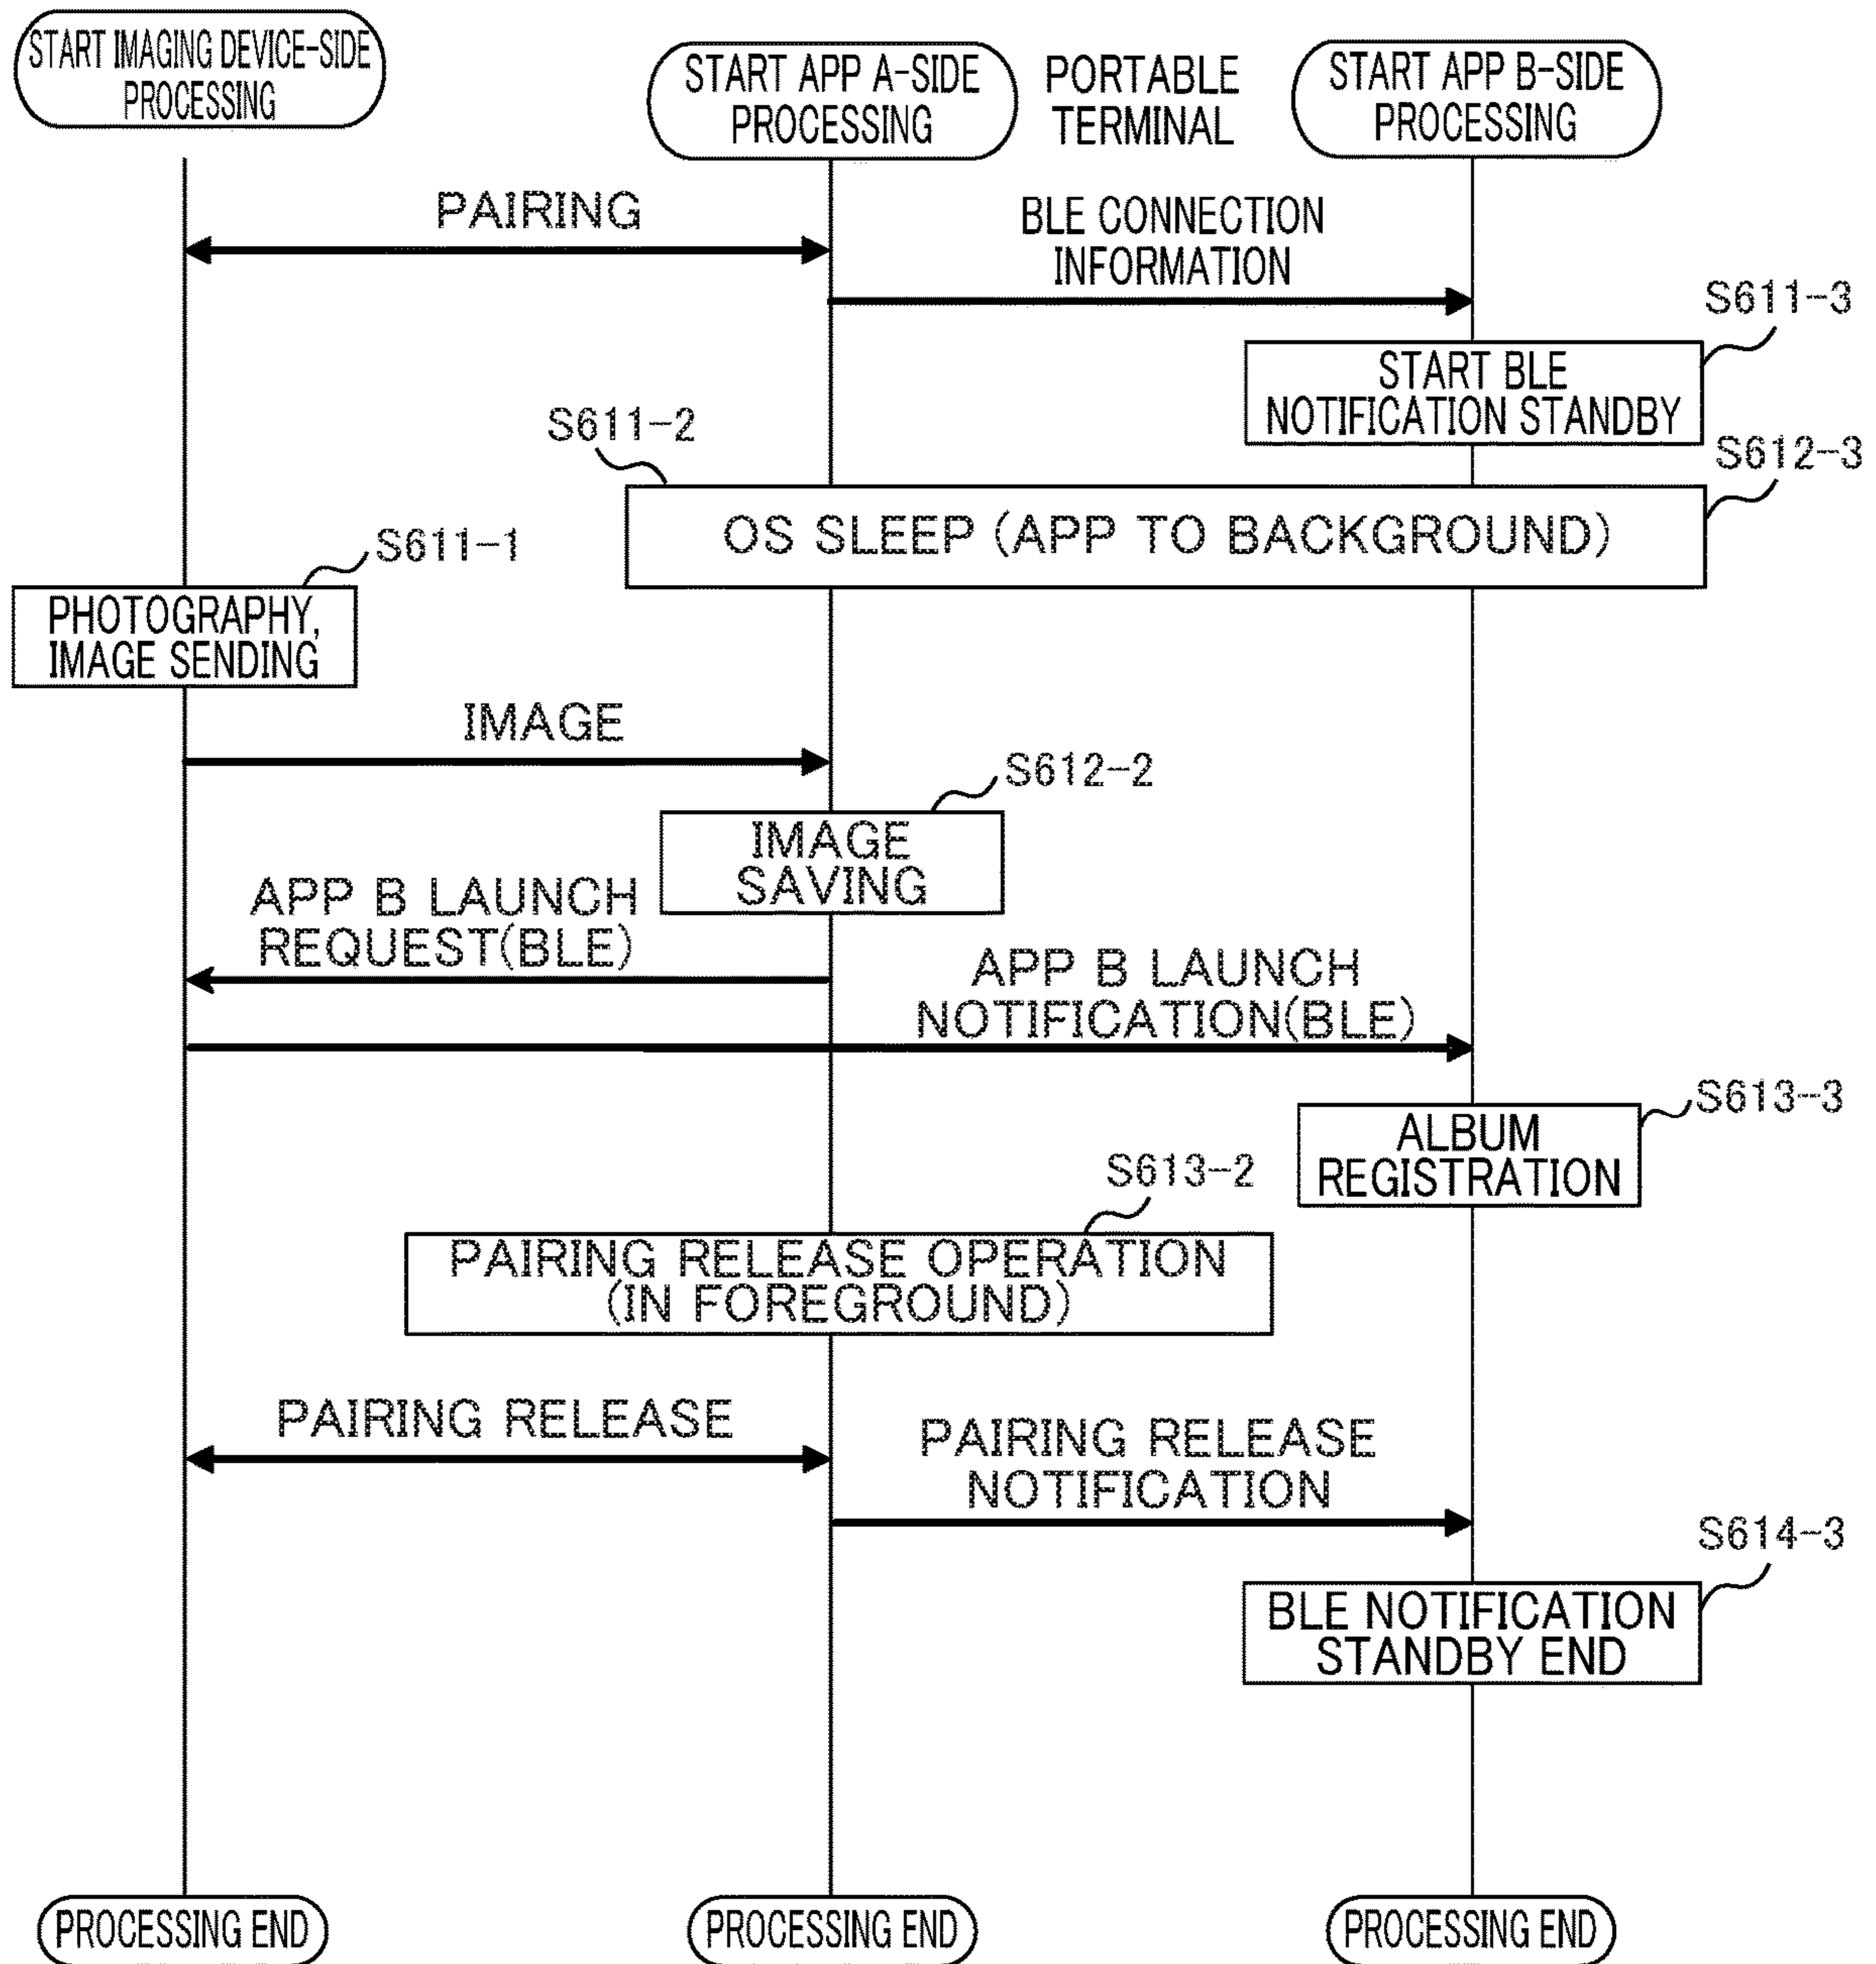 START IMAGING DEVICE-SIDE
PROCESSING
START APP A-SIDE
PROCESSING
PORTABLE
TERMINAL
START APP B-SIDE
PROCESSING
PAIRING
BLE CONNECTION
INFORMATION
S611-3
START BLE
NOTIFICATION STANDBY
S611-2
S612-3
OS SLEEP (APP TO BACKGROUND)
S611-1
PHOTOGRAPHY,
IMAGE SENDING
IMAGE
S612-2
IMAGE
SAVING
APP B LAUNCH
REQUEST(BLE)
APP B LAUNCH
NOTIFICATION(BLE)
S613-3
ALBUM
REGISTRATION
S613-2
PAIRING RELEASE OPERATION
(IN FOREGROUND)
PAIRING RELEASE
PAIRING RELEASE
NOTIFICATION
S614-3
BLE NOTIFICATION
STANDBY END
PROCESSING END
PROCESSING END
PROCESSING END